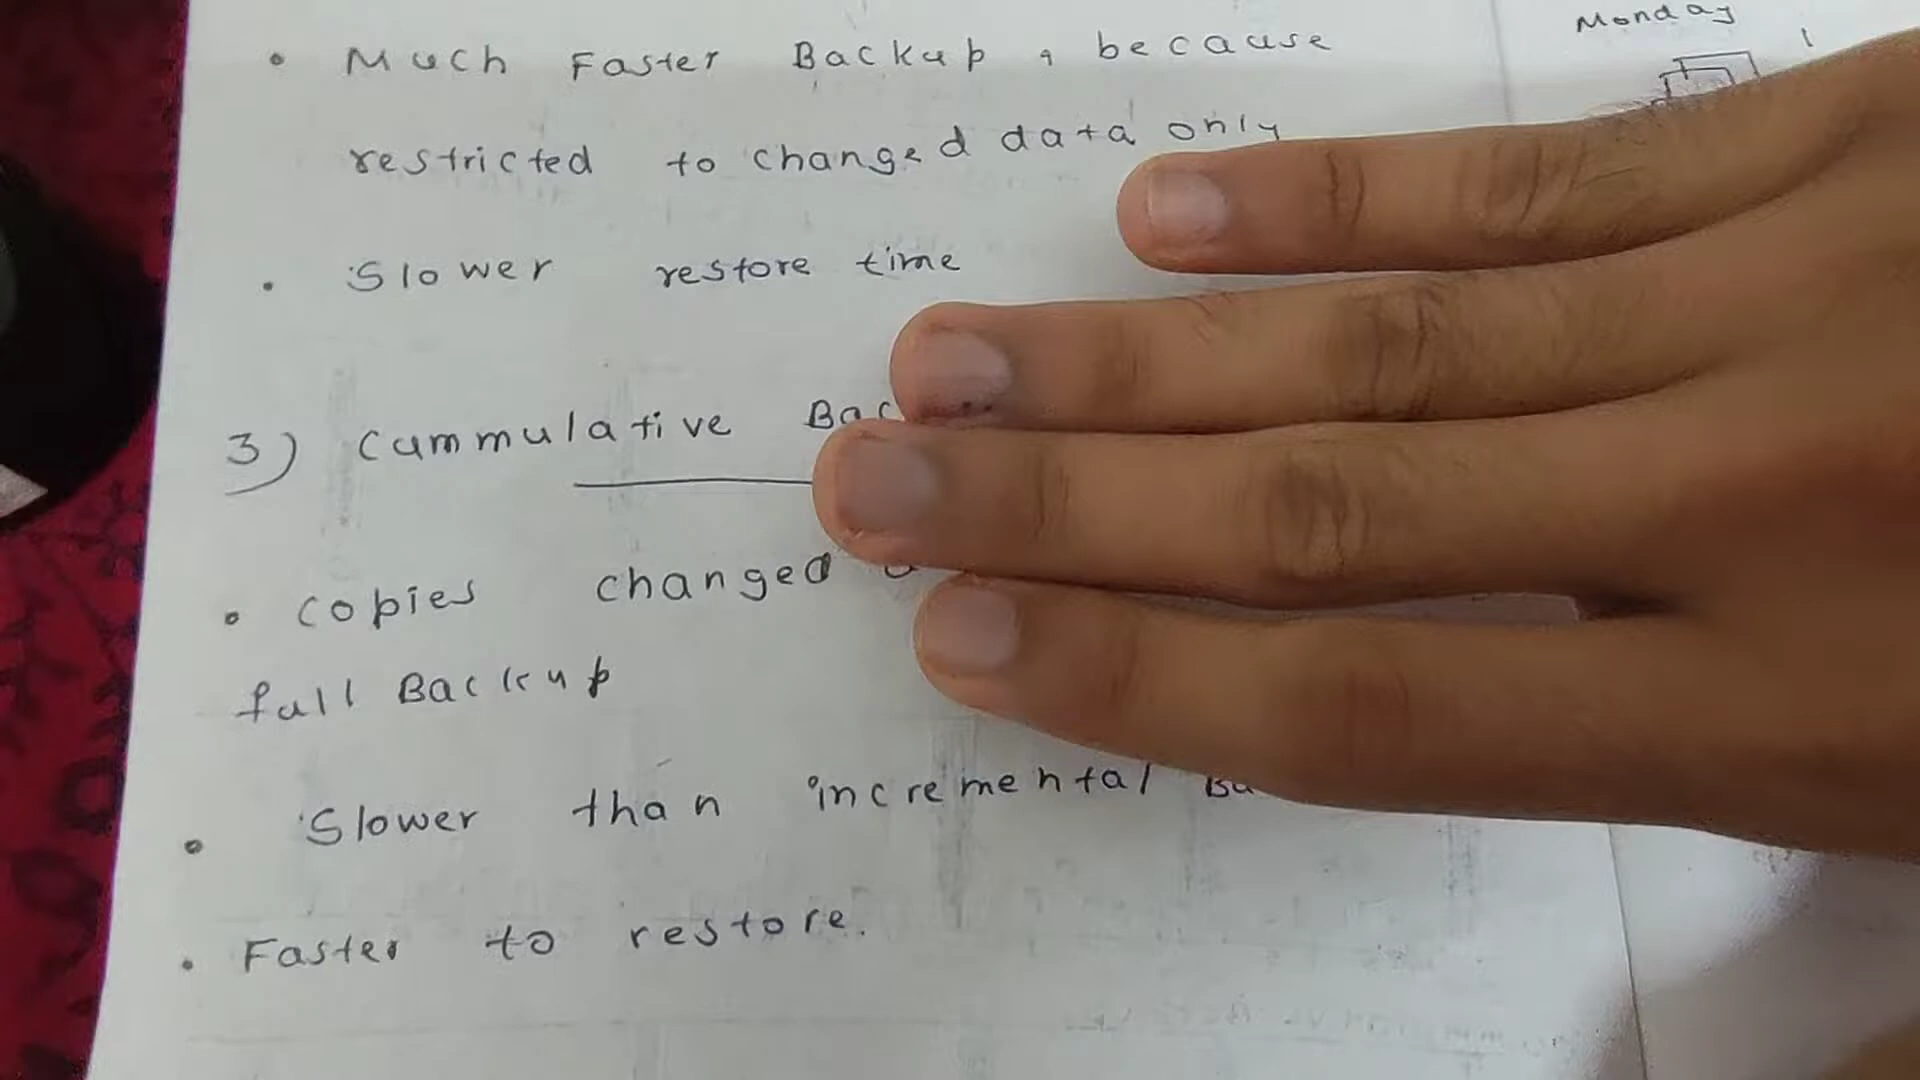 Monday
• Much Faster Backup, because
restricted to changed data only
• Slower restore time
3) Cummulative
• Copies changed
full Backup
• Slower than incremental
• Faster to restore.